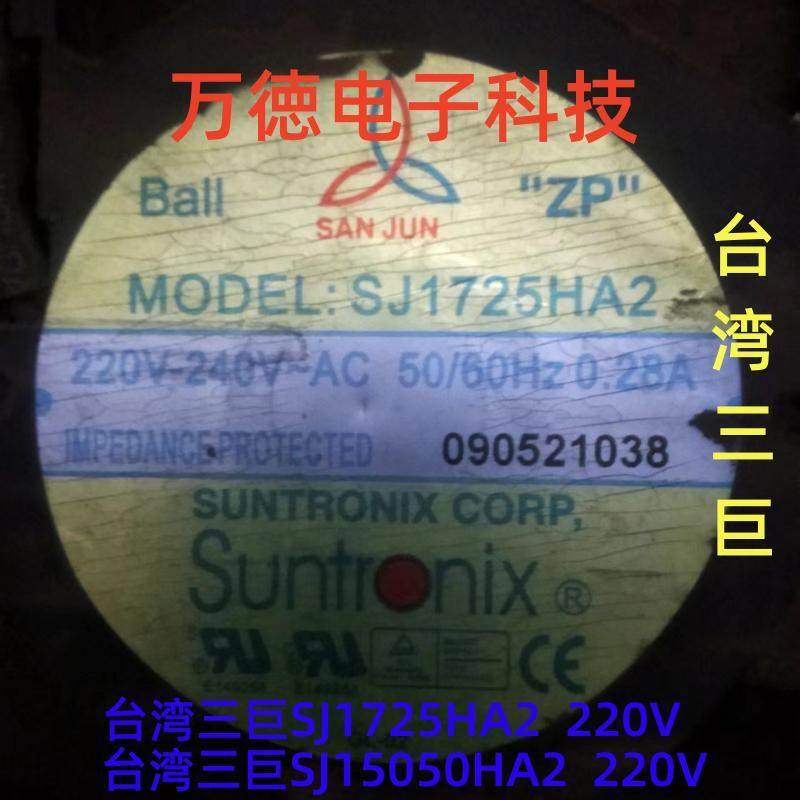 万德电子科技
Ball "ZP"
SAN JUN
MODEL: SJ1725HA2
220V-240V~AC 50/60Hz 0.28A
IMPEDANCE PROTECTED 090521038
SUNTRONIX CORP,
Suntronix ®
CE
台湾三巨
台湾三巨SJ1725HA2 220V
台湾三巨SJ15050HA2 220V